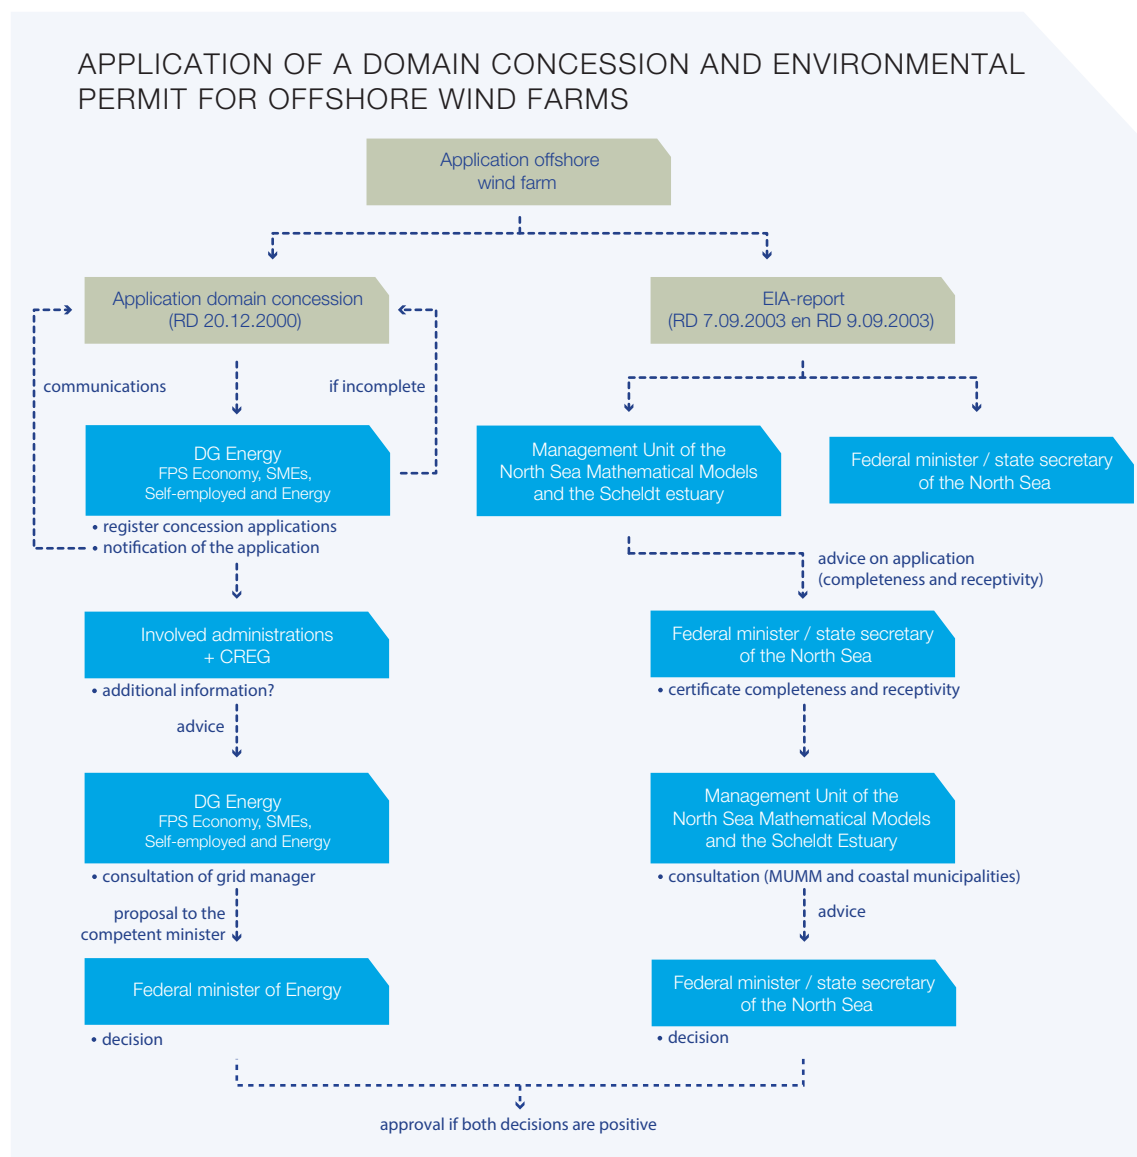 APPLICATION OF A DOMAIN CONCESSION AND ENVIRONMENTAL
PERMIT FOR OFFSHORE WIND FARMS
Application offshore
wind farm
Application domain concession
(RD 20.12.2000)
communications
if incomplete
DG Energy
FPS Economy, SMEs,
Self-employed and Energy
• register concession applications
• notification of the application
Involved administrations
+ CREG
• additional information?
advice
DG Energy
FPS Economy, SMEs,
Self-employed and Energy
• consultation of grid manager
proposal to the
competent minister
Federal minister of Energy
• decision
EIA-report
(RD 7.09.2003 en RD 9.09.2003)
Management Unit of the
North Sea Mathematical Models
and the Scheldt estuary
Federal minister / state secretary
of the North Sea
advice on application
(completeness and receptivity)
Federal minister / state secretary
of the North Sea
• certificate completeness and receptivity
Management Unit of the
North Sea Mathematical Models
and the Scheldt Estuary
• consultation (MUMM and coastal municipalities)
advice
Federal minister / state secretary
of the North Sea
• decision
approval if both decisions are positive